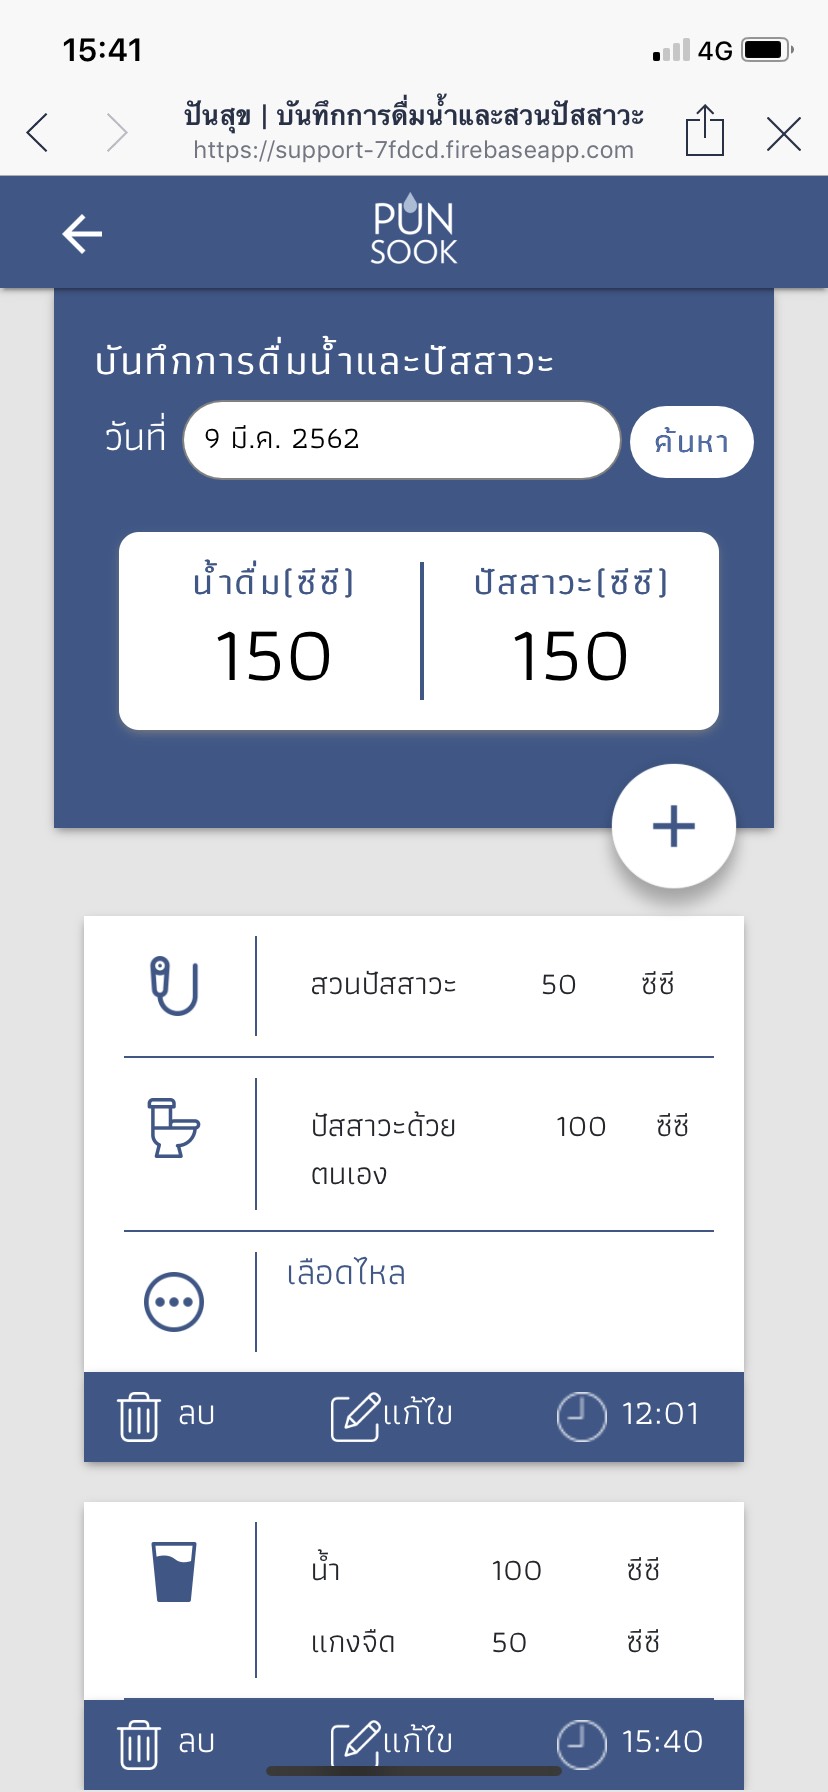 15:41
4G
ปันสุข | บันทึกการดื่มน้ำและสวนปัสสาวะ
https://support-7fdcd.firebaseapp.com
PUN
SOOK
บันทึกการดื่มน้ำและปัสสาวะ
วันที่ 9 มี.ค. 2562 ค้นหา
น้ำดื่ม(ซีซี) ปัสสาวะ(ซีซี)
150 150
+
สวนปัสสาวะ 50 ซีซี
ปัสสาวะด้วย 100 ซีซี
ตนเอง
เลือดไหล
ลบ แก้ไข 12:01
น้ำ 100 ซีซี
แกงจืด 50 ซีซี
ลบ แก้ไข 15:40